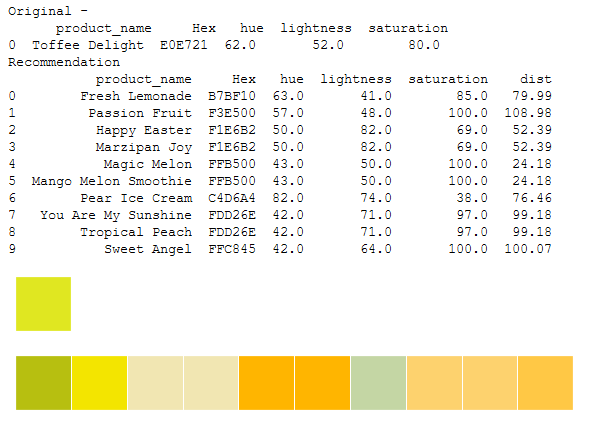 Original -
product_name Hex hue lightness saturation
0 Toffee Delight E0E721 62.0 52.0 80.0
Recommendation
product_name Hex hue lightness saturation dist
0 Fresh Lemonade B7BF10 63.0 41.0 85.0 79.99
1 Passion Fruit F3E500 57.0 48.0 100.0 108.98
2 Happy Easter F1E6B2 50.0 82.0 69.0 52.39
3 Marzipan Joy F1E6B2 50.0 82.0 69.0 52.39
4 Magic Melon FFB500 43.0 50.0 100.0 24.18
5 Mango Melon Smoothie FFB500 43.0 50.0 100.0 24.18
6 Pear Ice Cream C4D6A4 82.0 74.0 38.0 76.46
7 You Are My Sunshine FDD26E 42.0 71.0 97.0 99.18
8 Tropical Peach FDD26E 42.0 71.0 97.0 99.18
9 Sweet Angel FFC845 42.0 64.0 100.0 100.07